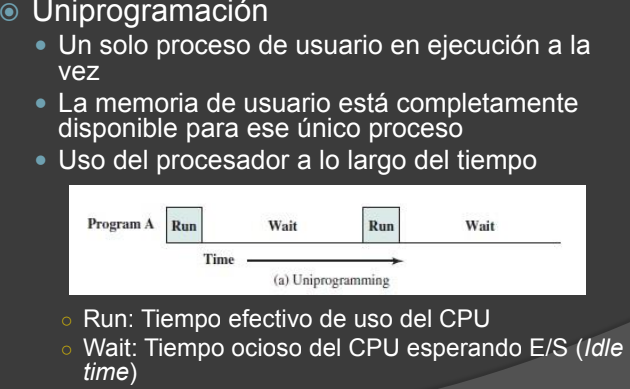 Uniprogramación
Un solo proceso de usuario en ejecución a la
vez
La memoria de usuario está completamente
disponible para ese único proceso
Uso del procesador a lo largo del tiempo
Program A Run Wait Run Wait
Time
(a) Uniprogramming
Run: Tiempo efectivo de uso del CPU
Wait: Tiempo ocioso del CPU esperando E/S (Idle
time)